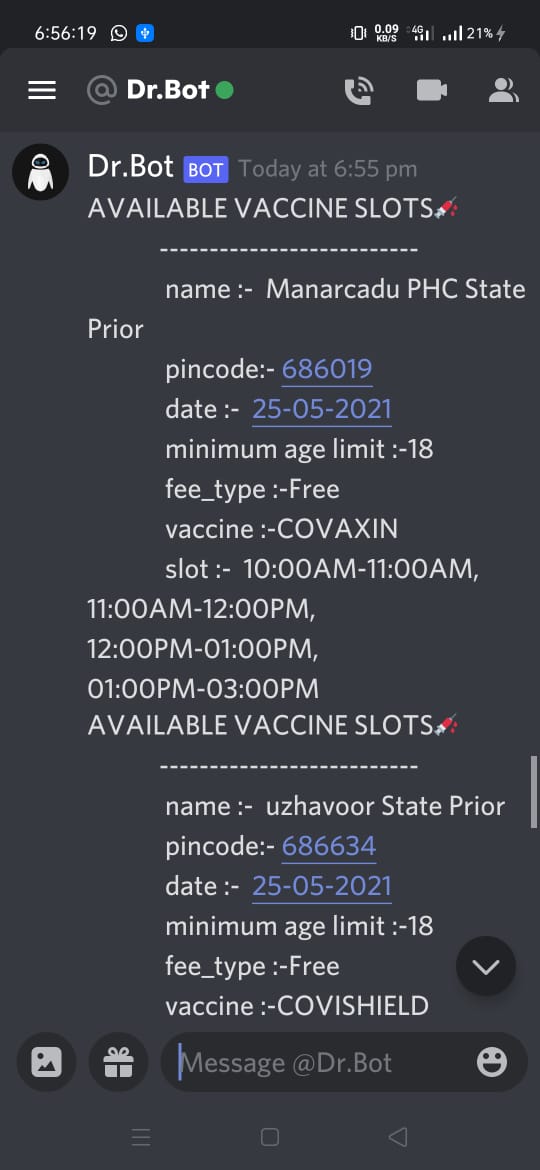 6:56:19
0.09 KB/S 4G 21%
@ Dr.Bot
Dr.Bot BOT Today at 6:55 pm
AVAILABLE VACCINE SLOTS
--------------------------
name :- Manarcadu PHC State
Prior
pincode:- 686019
date :- 25-05-2021
minimum age limit :-18
fee_type :-Free
vaccine :-COVAXIN
slot :- 10:00AM-11:00AM,
11:00AM-12:00PM,
12:00PM-01:00PM,
01:00PM-03:00PM
AVAILABLE VACCINE SLOTS
--------------------------
name :- uzhavoor State Prior
pincode:- 686634
date :- 25-05-2021
minimum age limit :-18
fee_type :-Free
vaccine :-COVISHIELD
Message @Dr.Bot